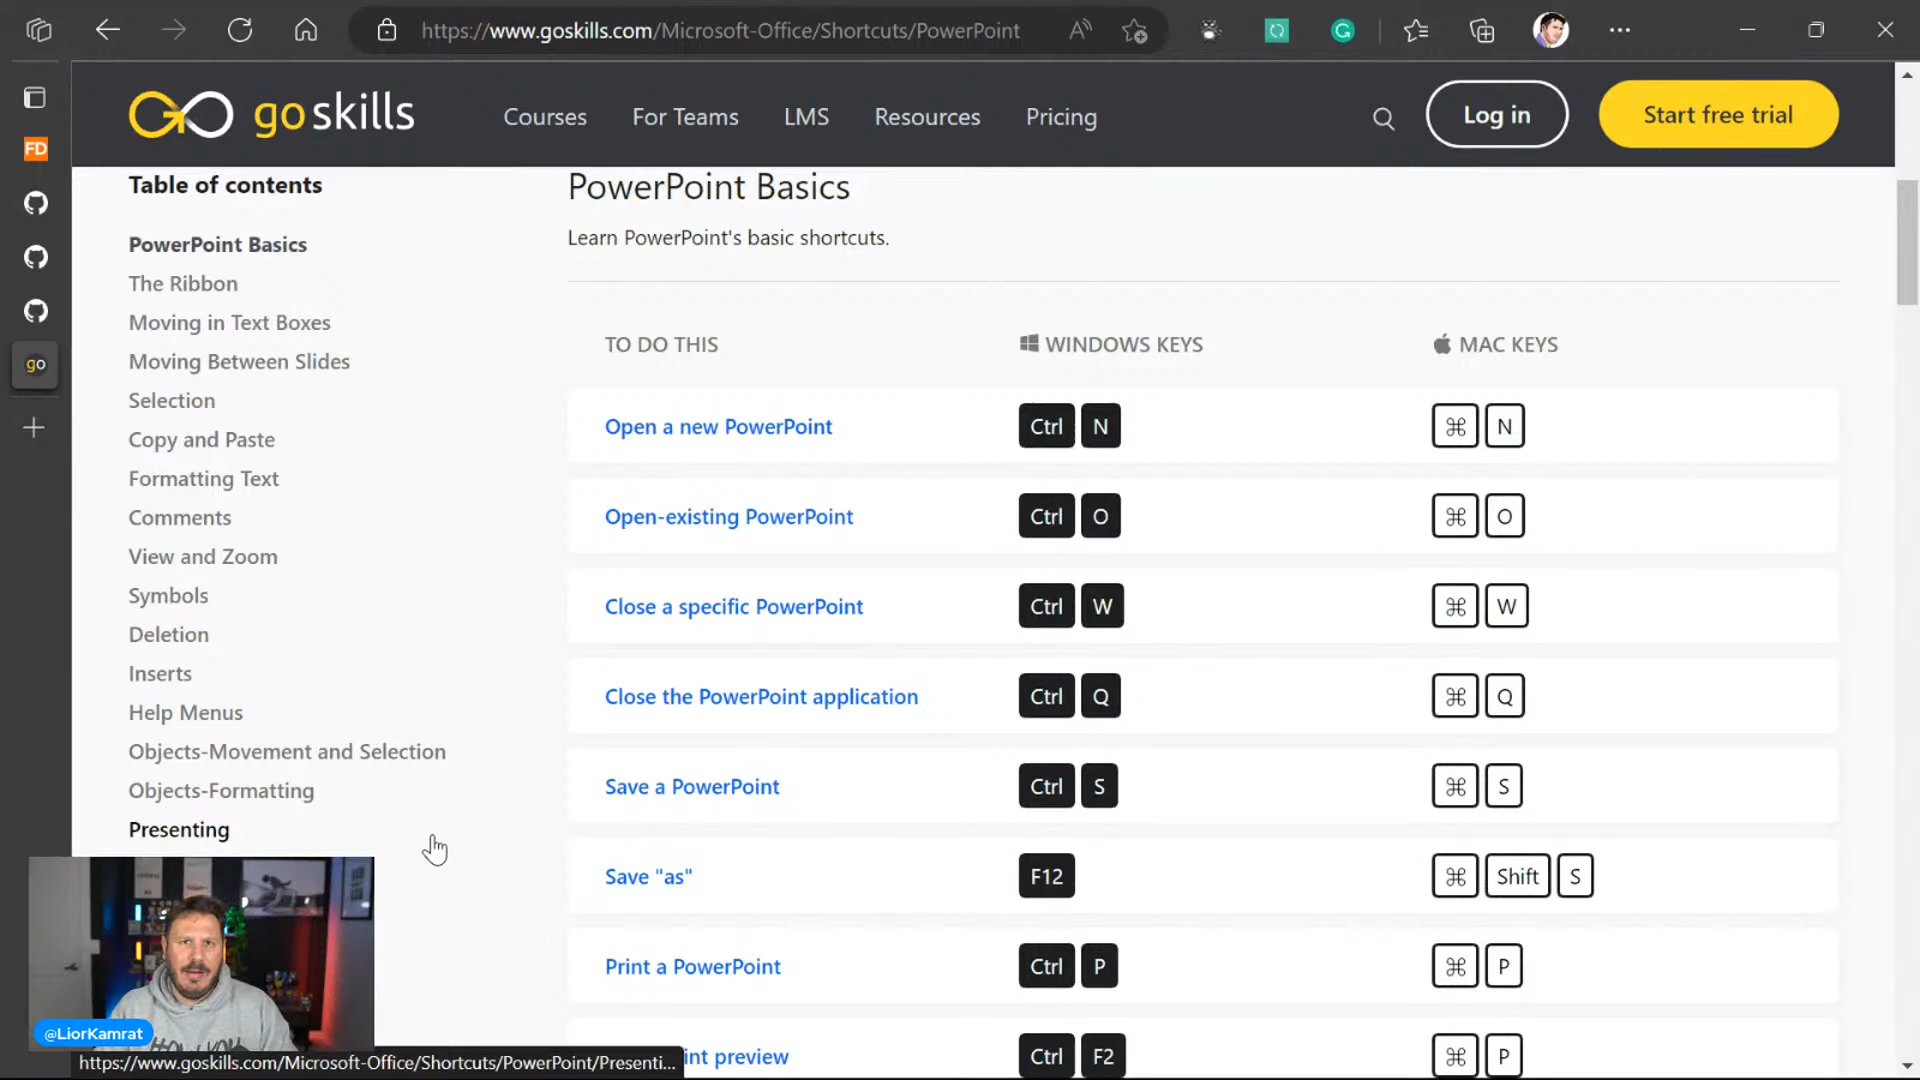 https://www.goskills.com/Microsoft-Office/Shortcuts/PowerPoint
FD
go
go skills
Courses
For Teams
LMS
Resources
Pricing
Log in
Start free trial
Table of contents
PowerPoint Basics
The Ribbon
Moving in Text Boxes
Moving Between Slides
Selection
Copy and Paste
Formatting Text
Comments
View and Zoom
Symbols
Deletion
Inserts
Help Menus
Objects-Movement and Selection
Objects-Formatting
Presenting
PowerPoint Basics
Learn PowerPoint's basic shortcuts.
TO DO THIS WINDOWS KEYS MAC KEYS
Open a new PowerPoint Ctrl N ⌘ N
Open-existing PowerPoint Ctrl O ⌘ O
Close a specific PowerPoint Ctrl W ⌘ W
Close the PowerPoint application Ctrl Q ⌘ Q
Save a PowerPoint Ctrl S ⌘ S
Save "as" F12 ⌘ Shift S
Print a PowerPoint Ctrl P ⌘ P
int preview Ctrl F2 ⌘ P
@LiorKamrat
https://www.goskills.com/Microsoft-Office/Shortcuts/PowerPoint/Presenti...